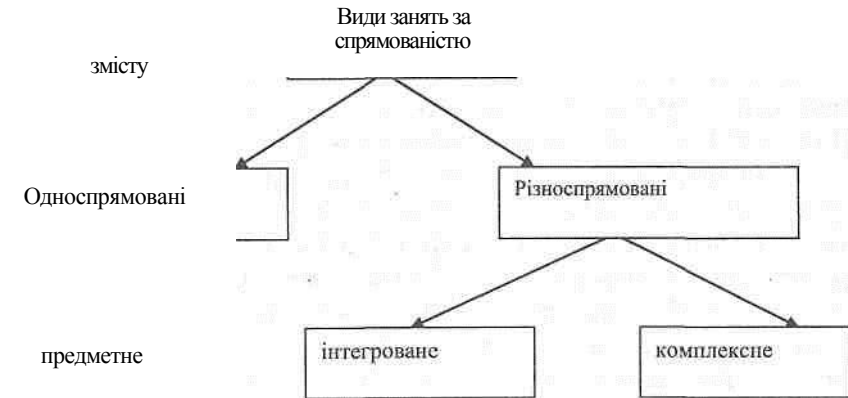 Види занять за
спрямованістю
змісту
Односпрямовані
Різноспрямовані
предметне
інтегроване
комплексне